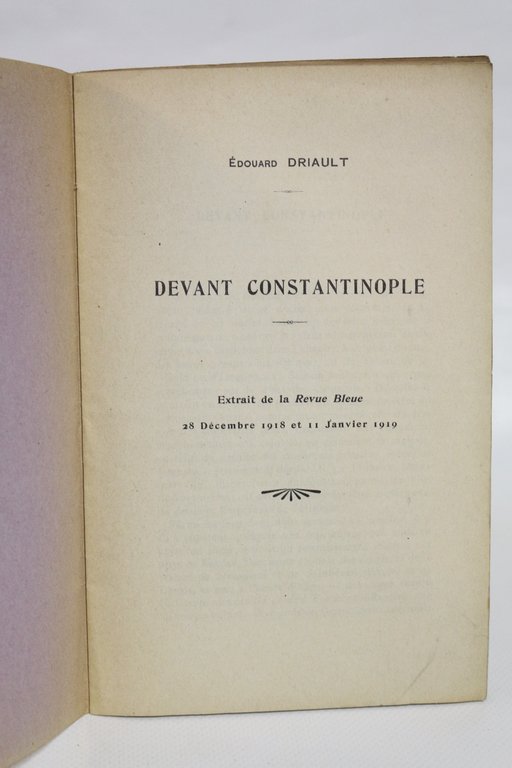 ÉDOUARD DRIAULT
DEVANT CONSTANTINOPLE
Extrait de la Revue Bleue
28 Décembre 1918 et 11 Janvier 1919